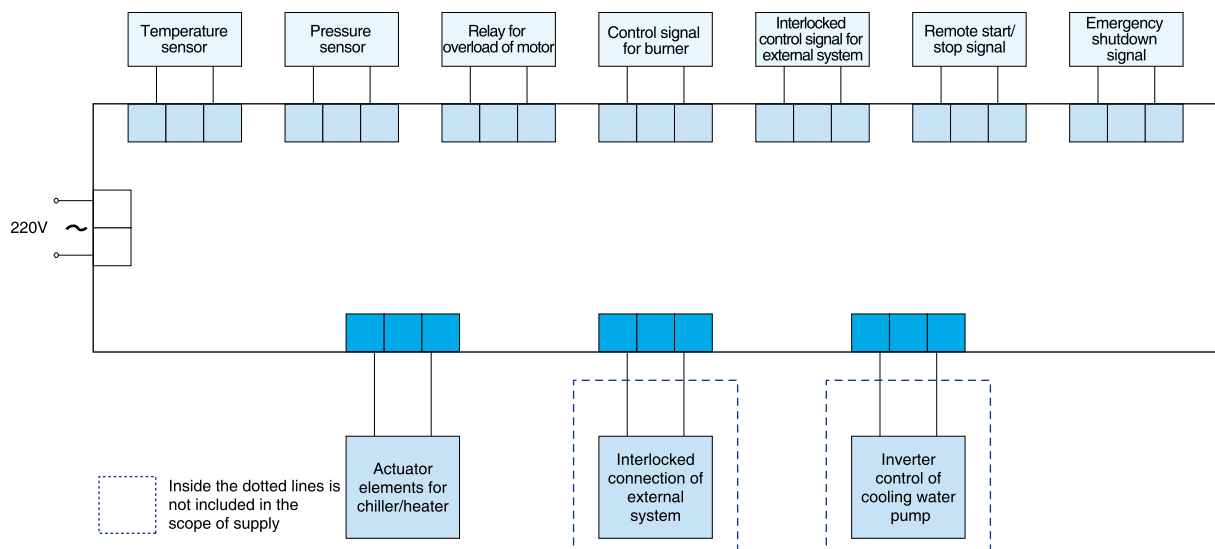 Temperature
sensor
Pressure
sensor
Relay for
overload of motor
Control signal
for burner
Interlocked
control signal for
external system
Remote start/
stop signal
Emergency
shutdown
signal
220V ~
Actuator
elements for
chiller/heater
Interlocked
connection of
external
system
Inverter
control of
cooling water
pump
Inside the dotted lines is
not included in the
scope of supply